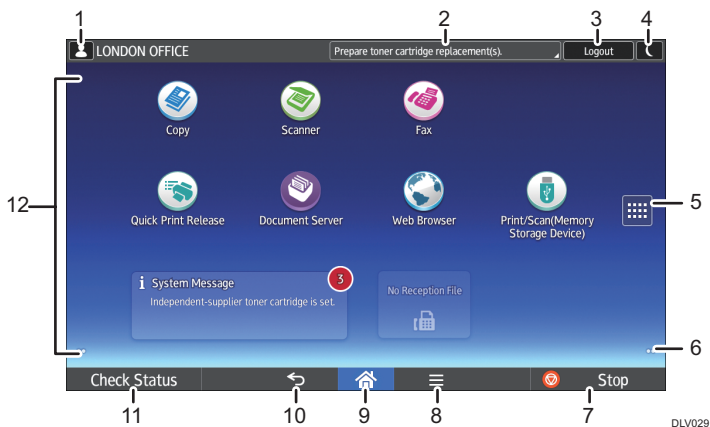 1
2
3
4
LONDON OFFICE
Prepare toner cartridge replacement(s).
Logout
Copy
Scanner
Fax
12
5
Quick Print Release
Document Server
Web Browser
Print/Scan(Memory
Storage Device)
i System Message
3
Independent-supplier toner cartridge is set.
No Reception File
6
Check Status
Stop
11
10
9
8
7
DLV029